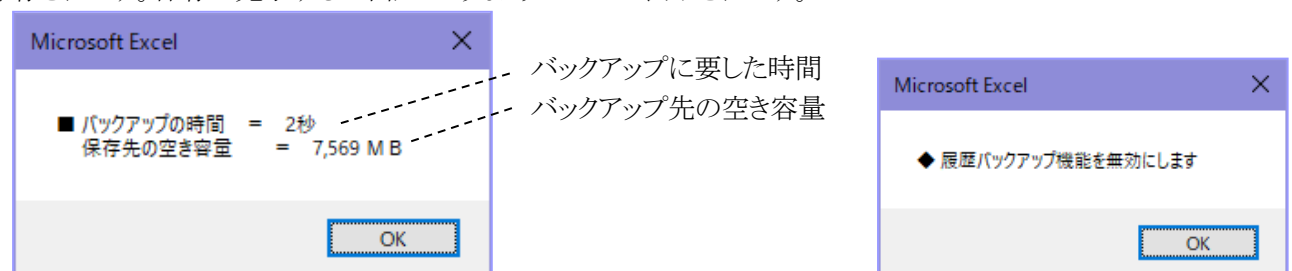 Microsoft Excel
■ バックアップの時間 = 2秒
保存先の空き容量 = 7,569 M B
OK
バックアップに要した時間
バックアップ先の空き容量
Microsoft Excel
◆ 履歴バックアップ機能を無効にします
OK